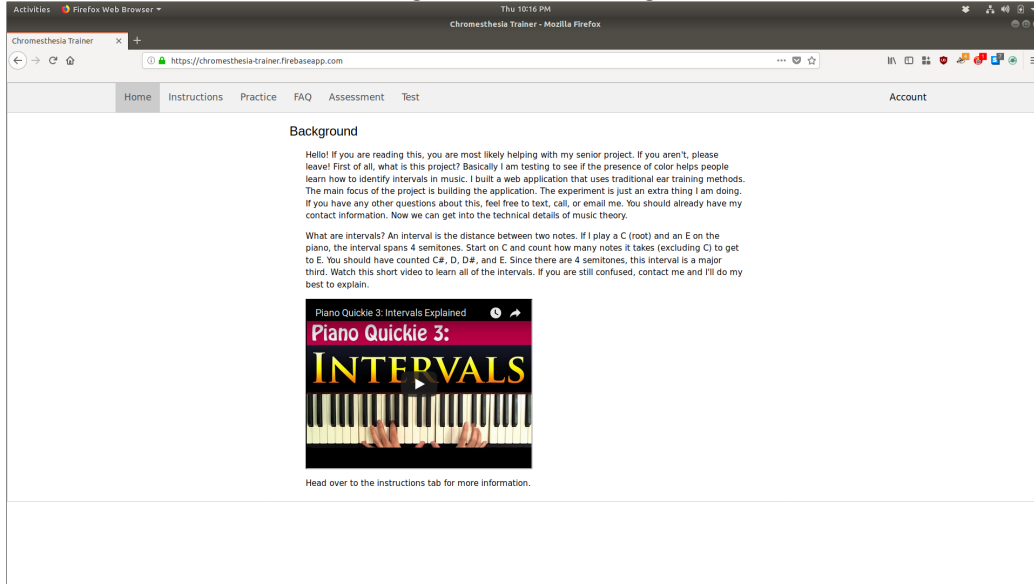 Activities Firefox Web Browser Thu 10:16 PM
Chromesthesia Trainer - Mozilla Firefox
Chromesthesia Trainer
https://chromesthesia-trainer.firebaseapp.com
Home Instructions Practice FAQ Assessment Test Account
Background
Hello! If you are reading this, you are most likely helping with my senior project. If you aren't, please
leave! First of all, what is this project? Basically I am testing to see if the presence of color helps people
learn how to identify intervals in music. I built a web application that uses traditional ear training methods.
The main focus of the project is building the application. The experiment is just an extra thing I am doing.
If you have any other questions about this, feel free to text, call, or email me. You should already have my
contact information. Now we can get into the technical details of music theory.
What are intervals? An interval is the distance between two notes. If I play a C (root) and an E on the
piano, the interval spans 4 semitones. Start on C and count how many notes it takes (excluding C) to get
to E. You should have counted C#, D, D#, and E. Since there are 4 semitones, this interval is a major
third. Watch this short video to learn all of the intervals. If you are still confused, contact me and I'll do my
best to explain.
Piano Quickie 3: Intervals Explained
Piano Quickie 3:
INTERVALS
Head over to the instructions tab for more information.